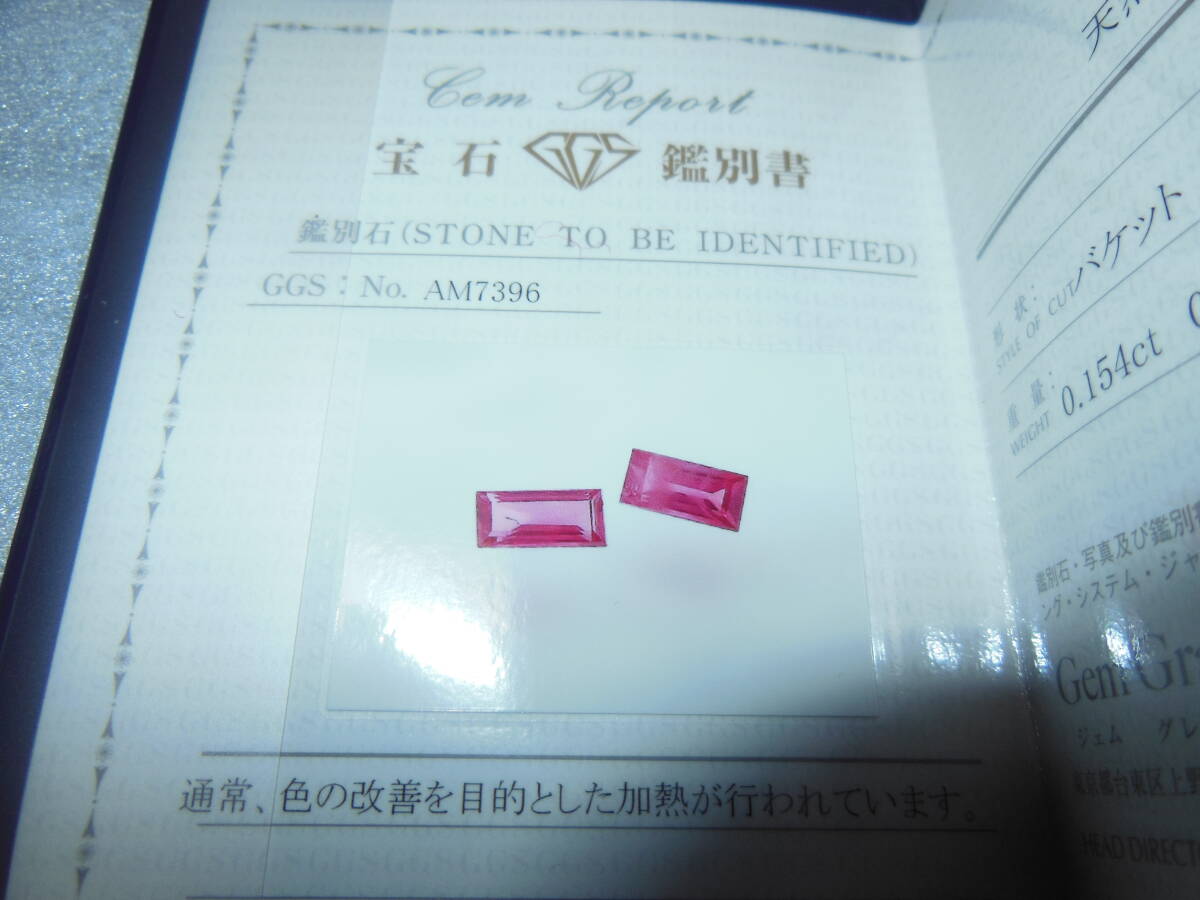 Gem Report
宝石 GGS 鑑別書
鑑別石(STONE TO BE IDENTIFIED)
GGS : No. AM7396
通常、色の改善を目的とした加熱が行われています。
天
形 状 :
STYLE OF CUT バケット
重 量 :
WEIGHT 0.154ct
鑑別石・写真及び鑑別
ング・システム・ジャ
Gem Gr
ジェム グレ
東京都台東区上野
HEAD DIRECTO